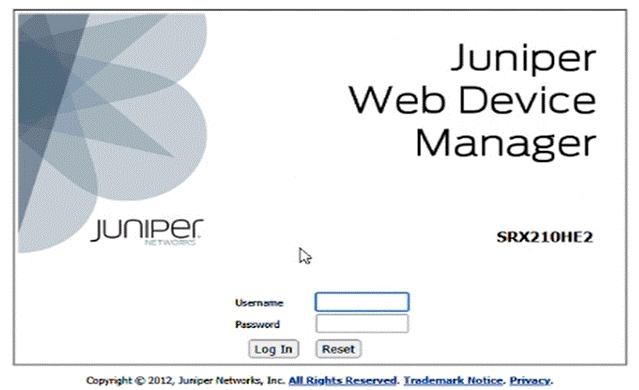 Juniper
Web Device
Manager
JUNIPER
NETWORKS
SRX210HE2
Username
Password
Log In Reset
Copyright © 2012, Juniper Networks, Inc. All Rights Reserved. Trademark Notice. Privacy.